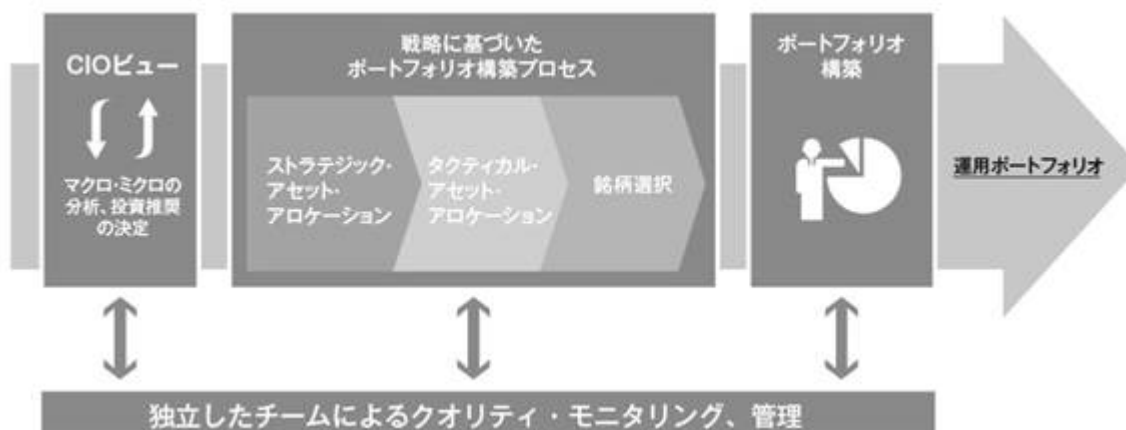 CIOビュー
マクロ・ミクロの
分析、投資推奨
の決定
戦略に基づいた
ポートフォリオ構築プロセス
ストラテジック・
アセット・
アロケーション
タクティカル・
アセット・
アロケーション
銘柄選択
ポートフォリオ
構築
運用ポートフォリオ
独立したチームによるクオリティ・モニタリング、管理